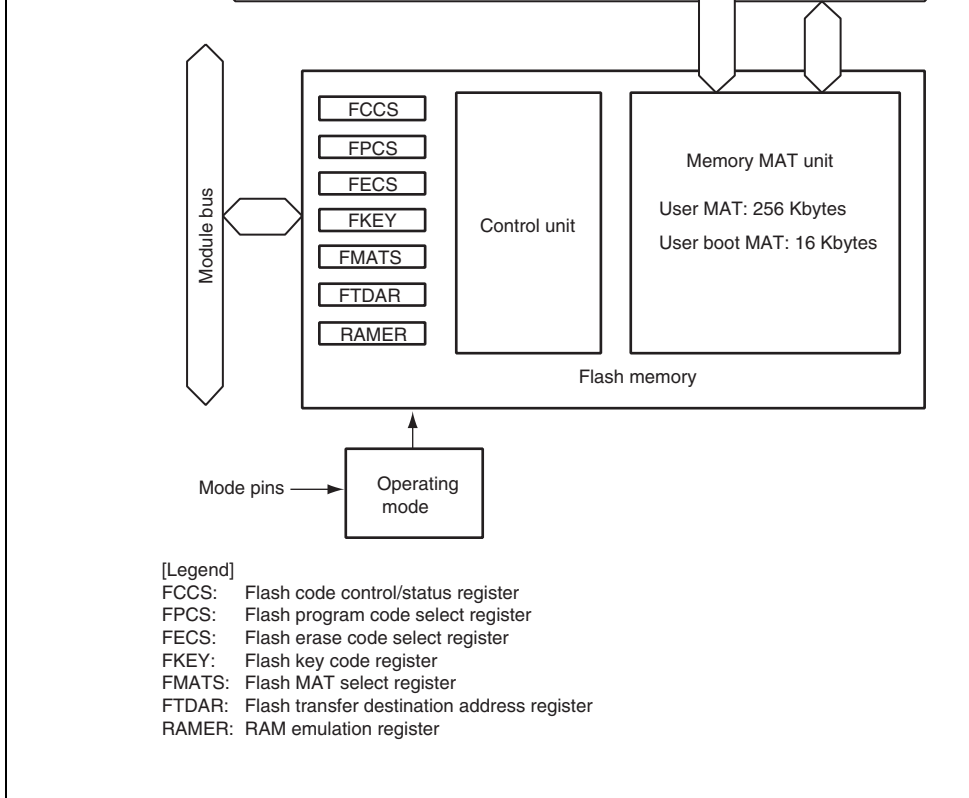 FCCS
FPCS
FECS
FKEY
FMATS
FTDAR
RAMER
Module bus
Control unit
Memory MAT unit
User MAT: 256 Kbytes
User boot MAT: 16 Kbytes
Flash memory
Mode pins
Operating
mode
[Legend]
FCCS: Flash code control/status register
FPCS: Flash program code select register
FECS: Flash erase code select register
FKEY: Flash key code register
FMATS: Flash MAT select register
FTDAR: Flash transfer destination address register
RAMER: RAM emulation register